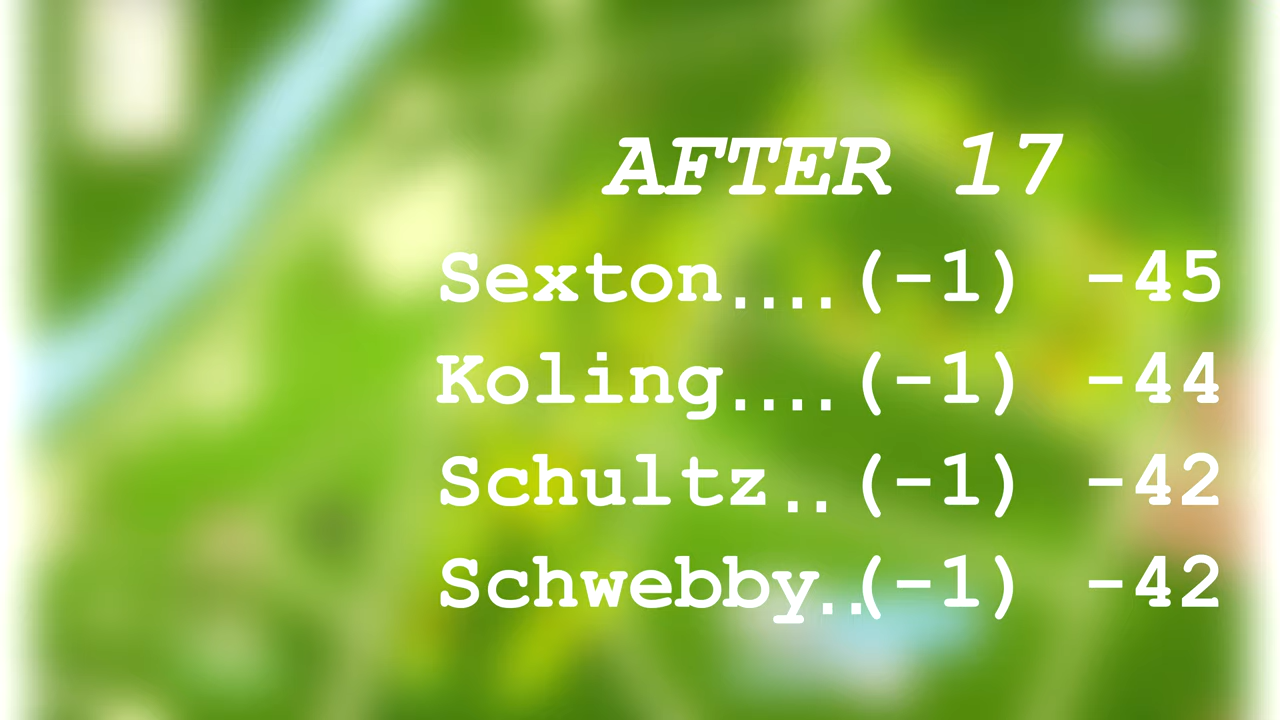 AFTER 17
Sexton....(-1) -45
Koling....(-1) -44
Schultz..(-1) -42
Schwebby..(-1) -42